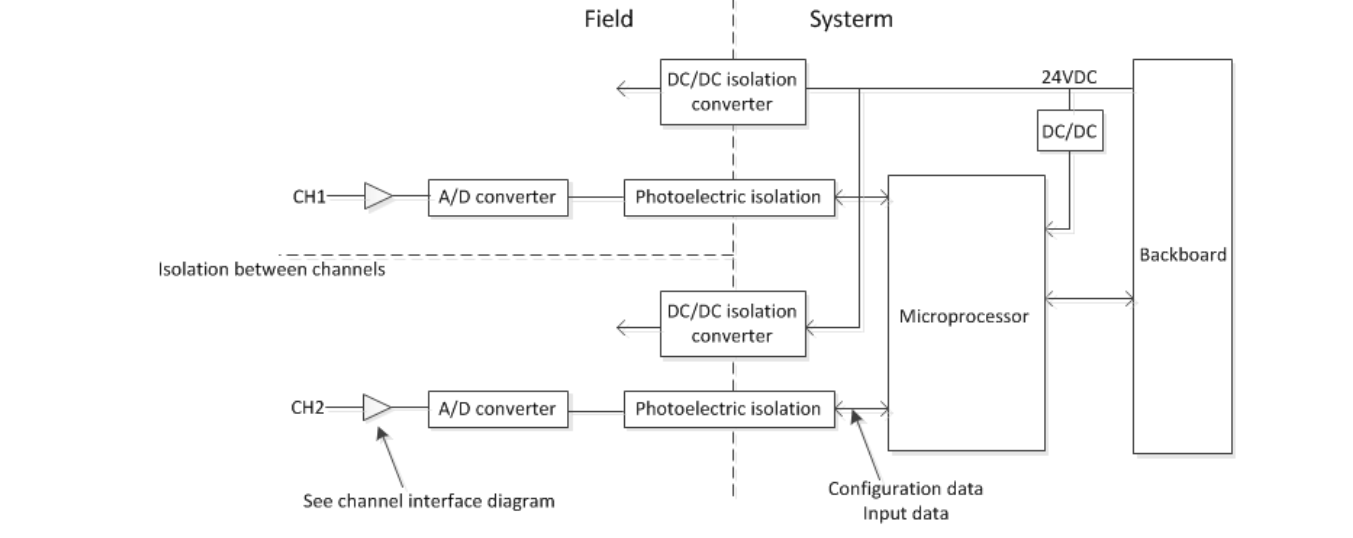 Field
Systerm
DC/DC isolation
converter
24VDC
DC/DC
CH1
A/D converter
Photoelectric isolation
Backboard
Isolation between channels
DC/DC isolation
converter
Microprocessor
CH2
A/D converter
Photoelectric isolation
See channel interface diagram
Configuration data
Input data